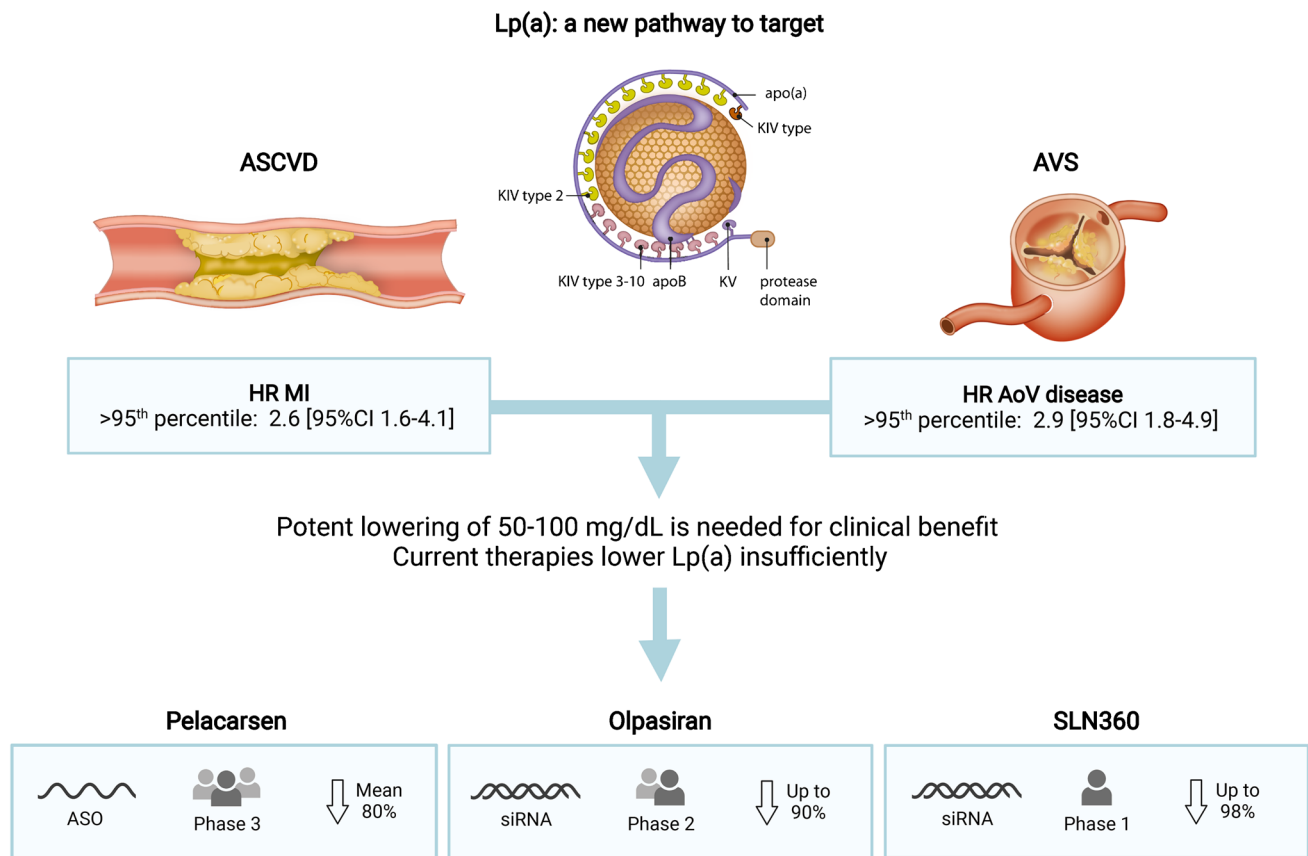 Lp(a): a new pathway to target
apo(a)
KIV type
ASCVD
AVS
KIV type 2
KIV type 3-10
apoB
KV
protease
domain
HR MI
>95th percentile: 2.6 [95%CI 1.6-4.1]
HR AoV disease
>95th percentile: 2.9 [95%CI 1.8-4.9]
Potent lowering of 50-100 mg/dL is needed for clinical benefit
Current therapies lower Lp(a) insufficiently
Pelacarsen
ASO
Phase 3
Mean
80%
Olpasiran
siRNA
Phase 2
Up to
90%
SLN360
siRNA
Phase 1
Up to
98%